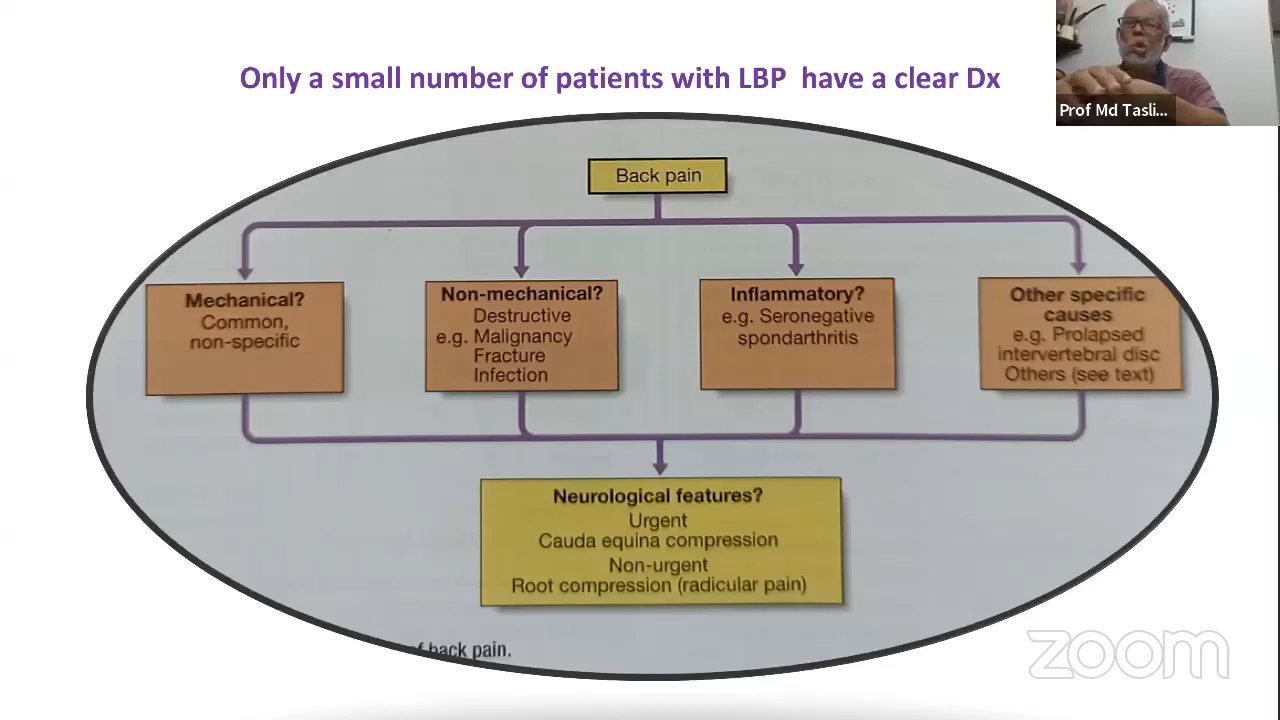 Only a small number of patients with LBP have a clear Dx
Prof Md Tasli...
Back pain
Mechanical?
Common,
non-specific
Non-mechanical?
Destructive
e.g. Malignancy
Fracture
Infection
Inflammatory?
e.g. Seronegative
spondarthritis
Other specific
causes
e.g. Prolapsed
intervertebral disc
Others (see text)
Neurological features?
Urgent
Cauda equina compression
Non-urgent
Root compression (radicular pain)
of back pain.
zoom